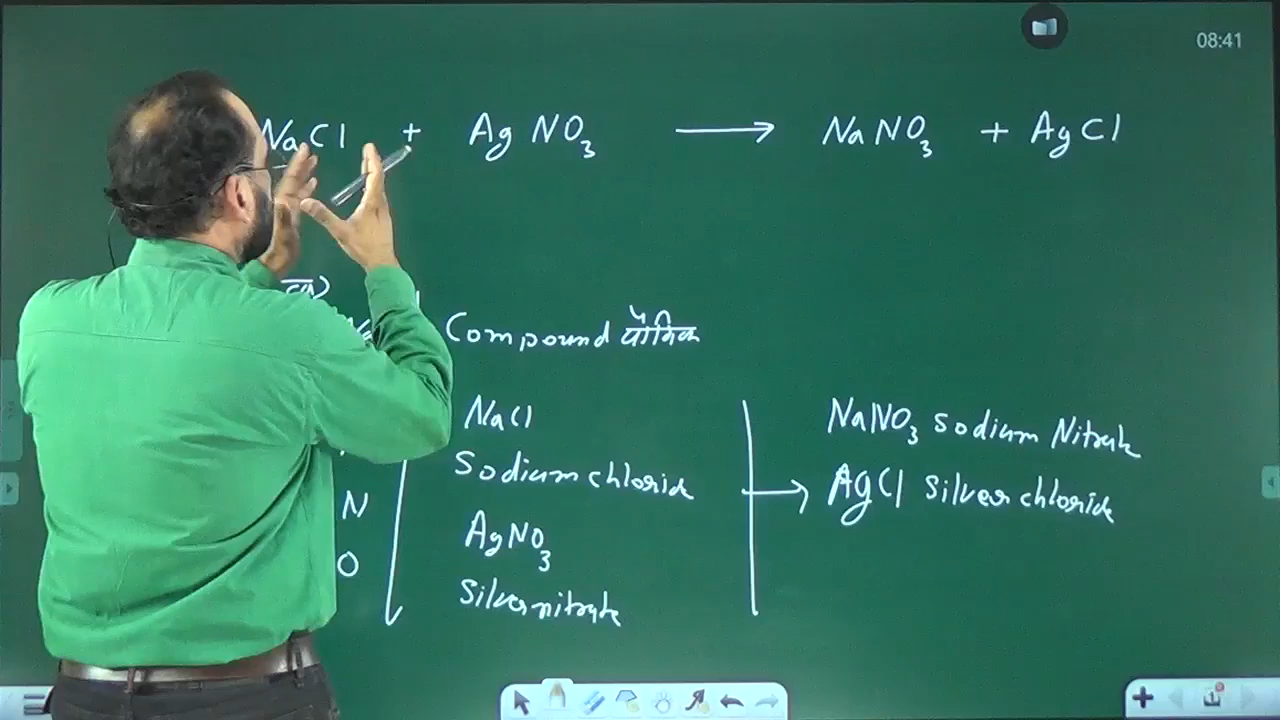 08:41
NaCl + AgNO₃ ⟶ NaNO₃ + AgCl
Compound यौगिक
NaCl
Sodium chloride
AgNO₃
Silver nitrate
N
O
NaNO₃ Sodium Nitrate
→ AgCl Silver chloride